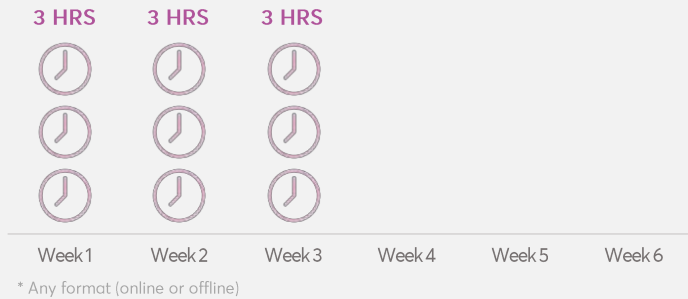 3 HRS 3 HRS 3 HRS
Week 1 Week 2 Week 3 Week 4 Week 5 Week 6
* Any format (online or offline)